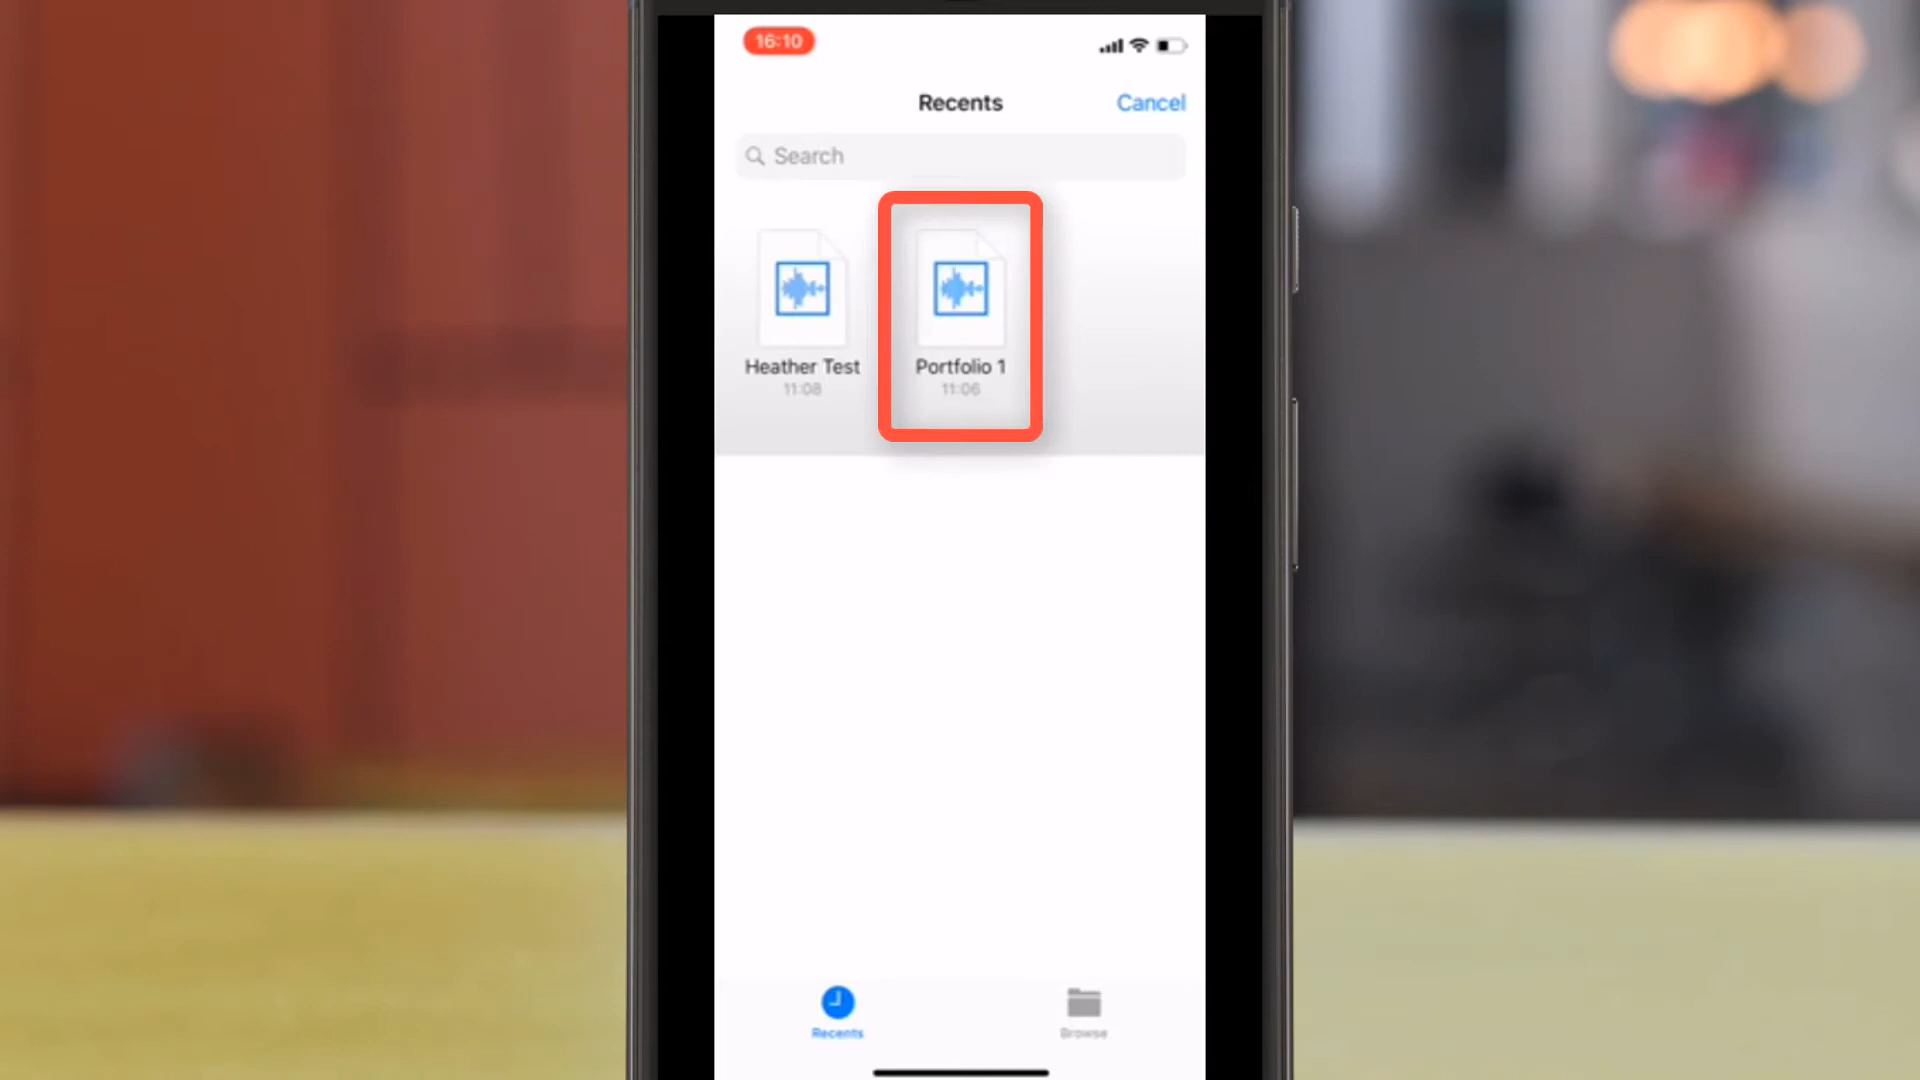 16:10
Recents
Cancel
Search
Heather Test
11:08
Portfolio 1
11:06
Recents
Browse